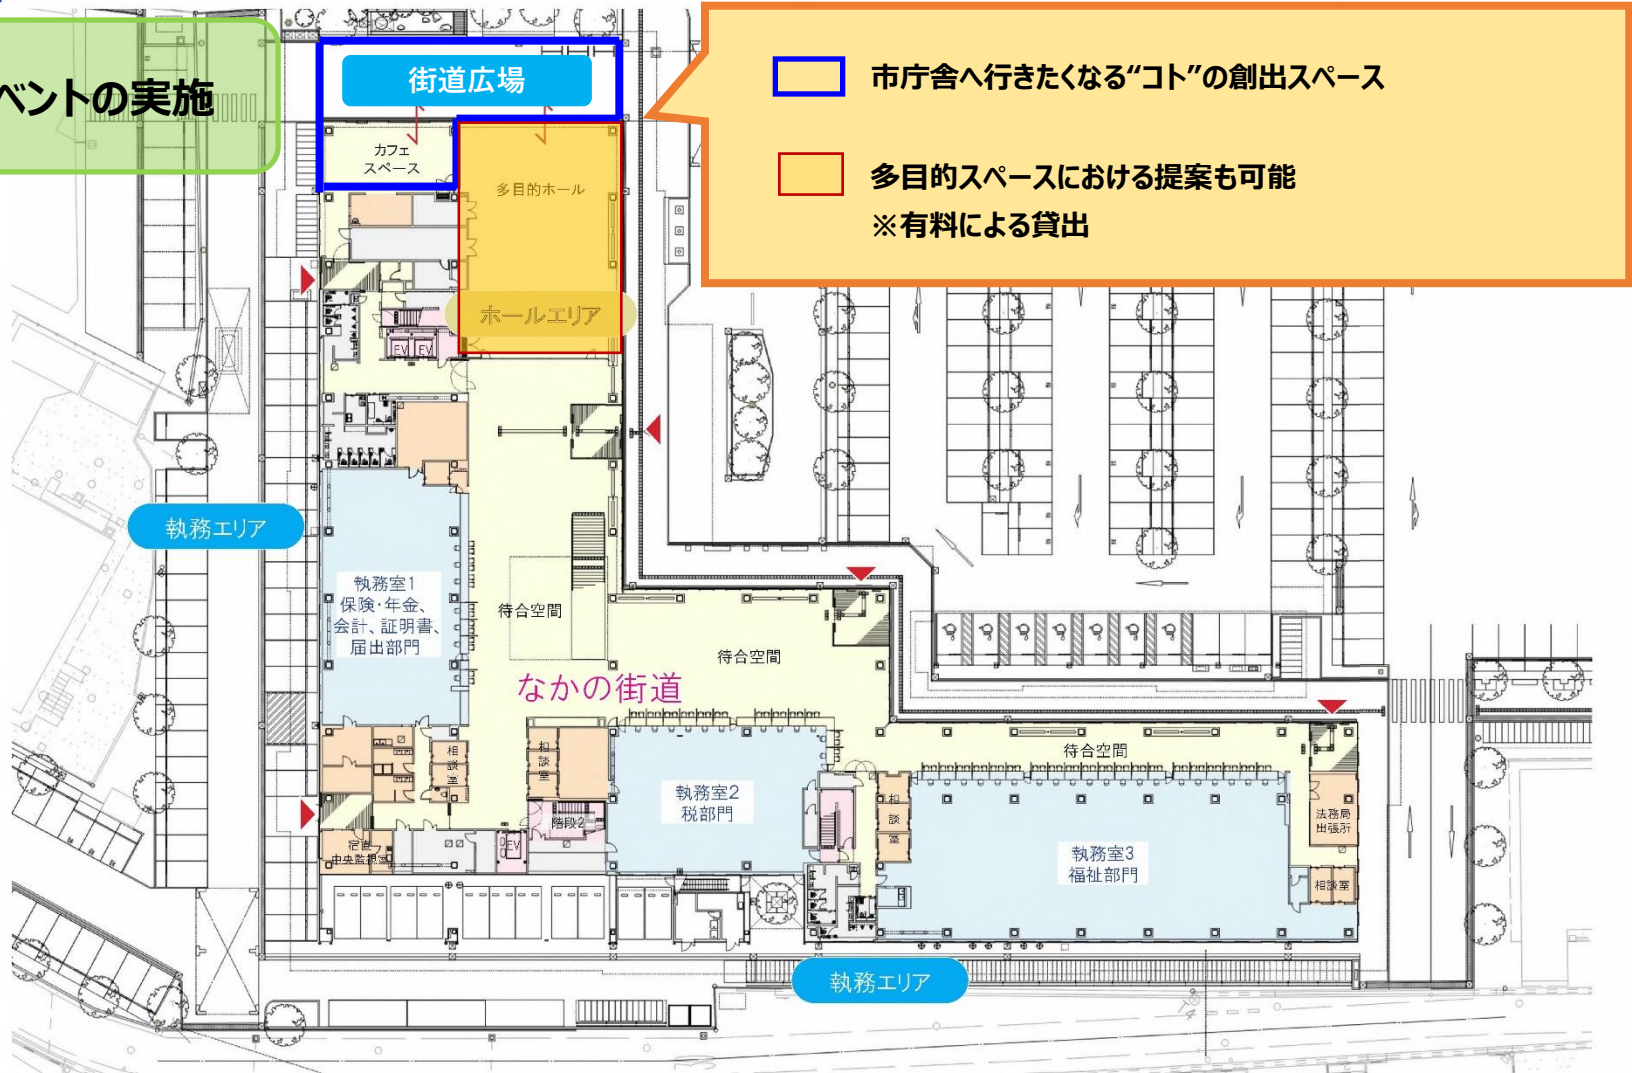 ベントの実施
街道広場
市庁舎へ行きたくなる“コト”の創出スペース
多目的スペースにおける提案も可能
※有料による貸出
カフェ
スペース
多目的ホール
ホールエリア
EV EV
執務エリア
執務室1
保険・年金、
会計、証明書、
届出部門
待合空間
待合空間
なかの街道
待合空間
相
談
室
相
談
室
執務室2
税部門
相
談
室
法務局
出張所
階段2
EV
宿直
中央監視室
執務室3
福祉部門
相談室
執務エリア